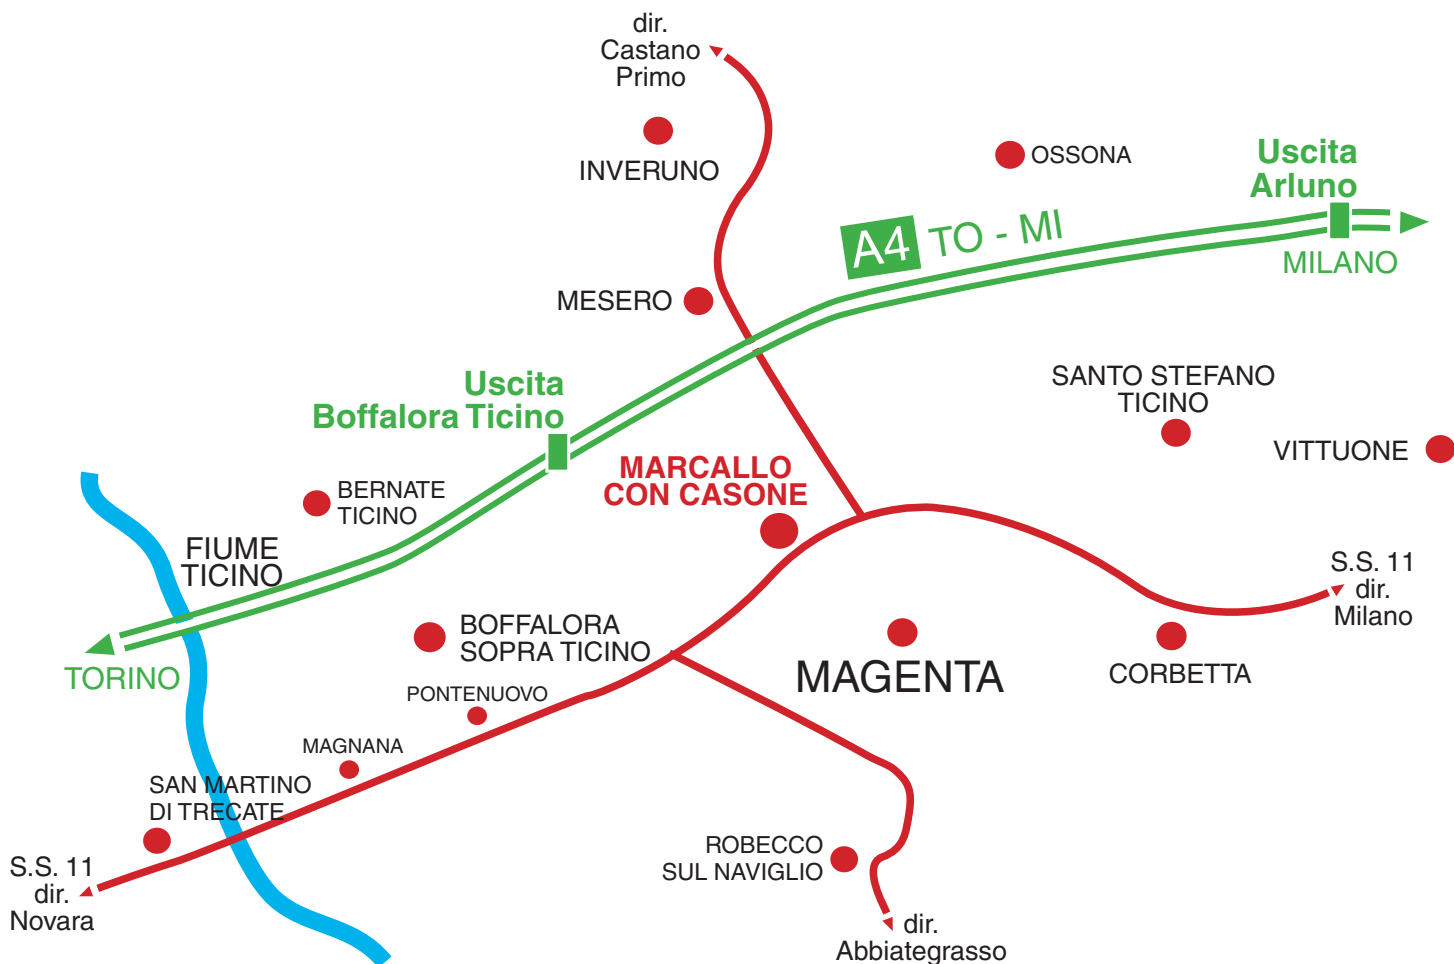 dir.
Castano
Primo
INVERUNO
OSSONA
Uscita
Arluno
A4 TO - MI
MILANO
MESERO
Uscita
Boffalora Ticino
SANTO STEFANO
TICINO
VITTUONE
MARCALLO
CON CASONE
BERNATE
TICINO
FIUME
TICINO
S.S. 11
dir.
Milano
BOFFALORA
SOPRA TICINO
MAGENTA
CORBETTA
TORINO
PONTENUOVO
MAGNANA
SAN MARTINO
DI TRECATE
S.S. 11
dir.
Novara
ROBECCO
SUL NAVIGLIO
dir.
Abbiategrasso